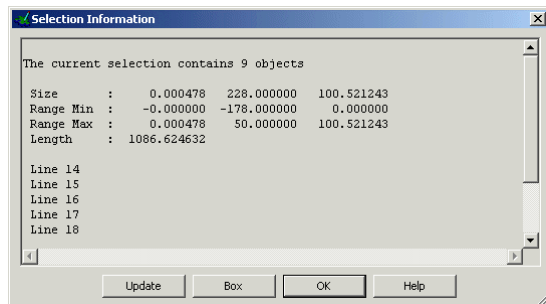 Selection Information
The current selection contains 9 objects
Size : 0.000478 228.000000 100.521243
Range Min : -0.000000 -178.000000 0.000000
Range Max : 0.000478 50.000000 100.521243
Length : 1086.624632
Line 14
Line 15
Line 16
Line 17
Line 18
Update Box OK Help